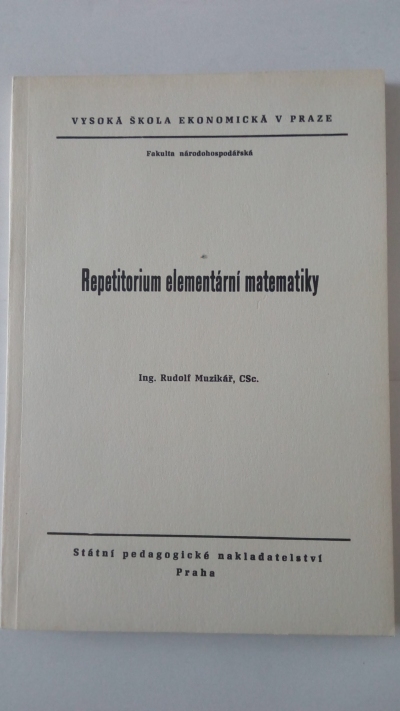 VYSOKÁ ŠKOLA EKONOMICKÁ V PRAZE
Fakulta národohospodářská
Repetitorium elementární matematiky
Ing. Rudolf Muzikář, CSc.
Státní pedagogické nakladatelství
Praha